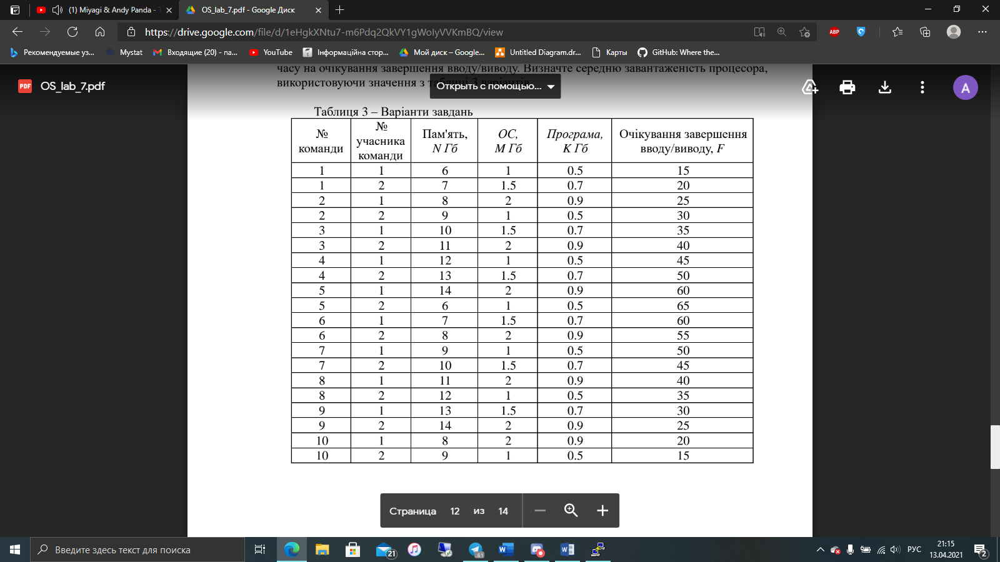 (1) Miyagi & Andy Panda -
OS_lab_7.pdf - Google Диск
https://drive.google.com/file/d/1eHgkXNtu7-m6Pdq2QkVY1gWolyVVKmBQ/view
ABP
Рекомендуемые уз...
Mystat
Входящие (20) - па...
YouTube
Інформаційна стор...
Мой диск – Google...
Untitled Diagram.dr...
Карты
GitHub: Where the...
PDF
OS_lab_7.pdf
Открыть с помощью...
A
часу на очікування завершення вводу/виводу. Визначте середню завантаженість процесора,
використовуючи значення з таблиці 3 варіантів
Таблиця 3 – Варіанти завдань
№ команди № учасника команди Пам'ять, N Гб ОС, М Гб Програма, К Гб Очікування завершення вводу/виводу, F
1 1 6 1 0.5 15
1 2 7 1.5 0.7 20
2 1 8 2 0.9 25
2 2 9 1 0.5 30
3 1 10 1.5 0.7 35
3 2 11 2 0.9 40
4 1 12 1 0.5 45
4 2 13 1.5 0.7 50
5 1 14 2 0.9 60
5 2 6 1 0.5 65
6 1 7 1.5 0.7 60
6 2 8 2 0.9 55
7 1 9 1 0.5 50
7 2 10 1.5 0.7 45
8 1 11 2 0.9 40
8 2 12 1 0.5 35
9 1 13 1.5 0.7 30
9 2 14 2 0.9 25
10 1 8 2 0.9 20
10 2 9 1 0.5 15
Страница 12 из 14
Введите здесь текст для поиска
21
61
РУС
21:15
13.04.2021
2